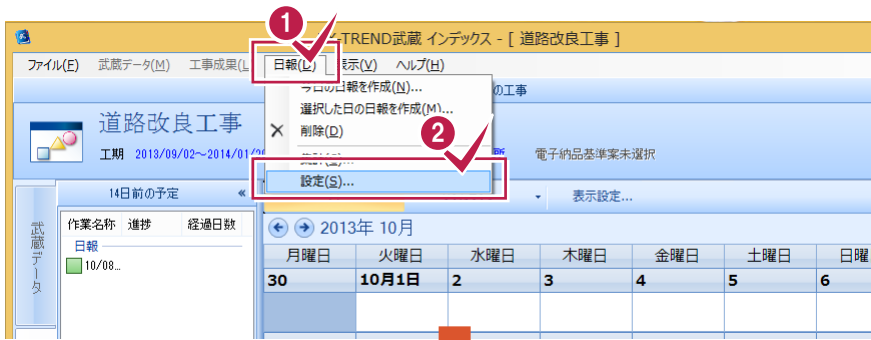 1
TREND武蔵 インデックス - [ 道路改良工事 ]
ファイル(F) 武蔵データ(M) 工事成果(L 日報(D) 表示(V) ヘルプ(H)
今日の日報を作成(N)... の工事
選択した日の日報を作成(M)...
道路改良工事
削除(D)
2
工期 2013/09/02～2014/01/ 電子納品基準案未選択
設定(S)...
14日前の予定 «
表示設定...
武蔵データ
作業名称 進捗 経過日数
日報
10/08...
2013年 10月
月曜日 火曜日 水曜日 木曜日 金曜日 土曜日 日曜
30 10月1日 2 3 4 5 6